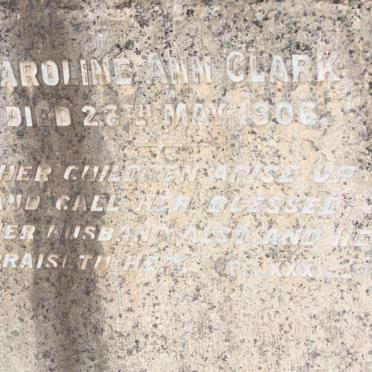 AROLINE ANN CLARK
DIED 28TH MAY 1906.
HER CHILDREN ARISE UP
AND CALL HER BLESSED;
ER HUSBAND ALSO AND HE
RAISETH HER.